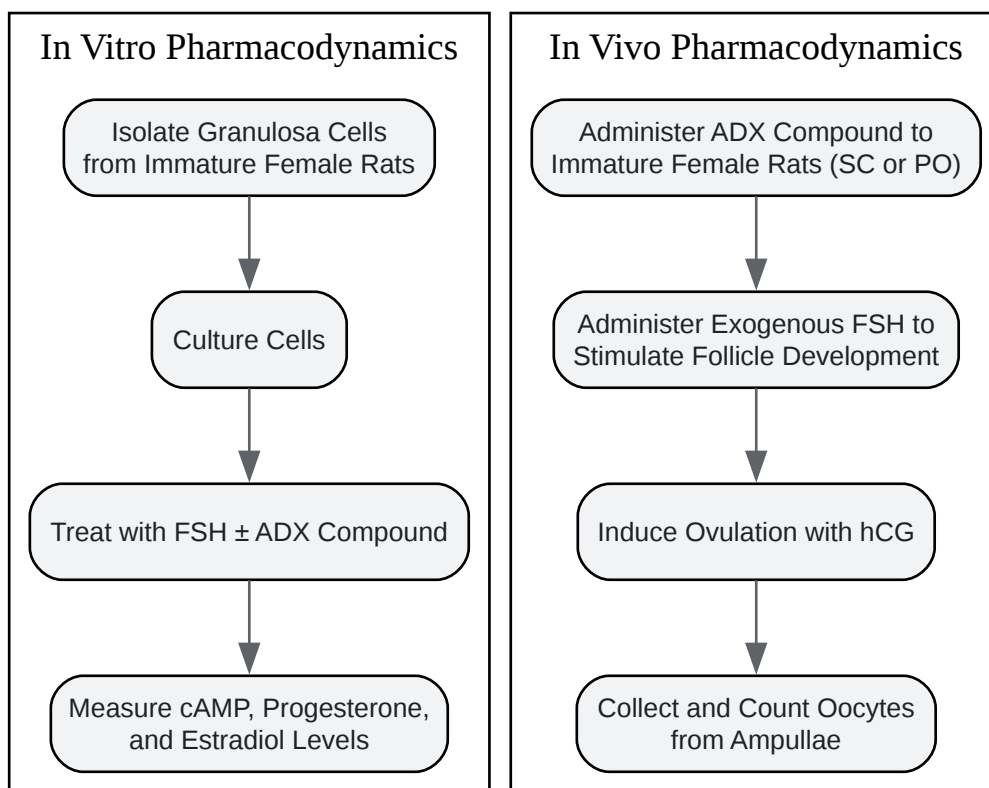 In Vitro Pharmacodynamics
Isolate Granulosa Cells
from Immature Female Rats
Culture Cells
Treat with FSH ± ADX Compound
Measure cAMP, Progesterone,
and Estradiol Levels
In Vivo Pharmacodynamics
Administer ADX Compound to
Immature Female Rats (SC or PO)
Administer Exogenous FSH to
Stimulate Follicle Development
Induce Ovulation with hCG
Collect and Count Oocytes
from Ampullae